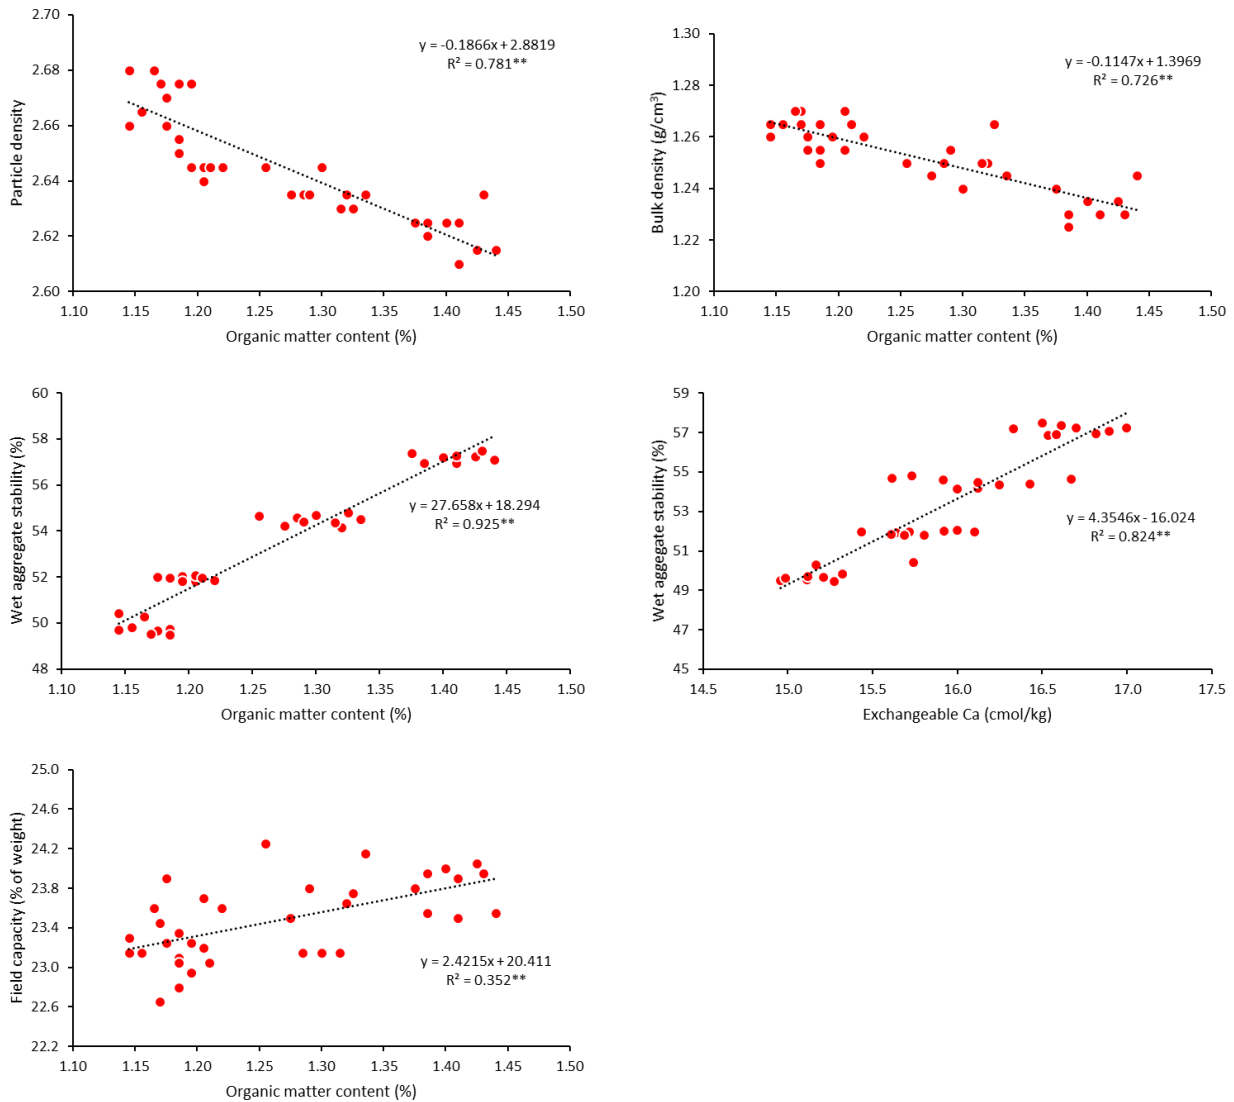 2.70
2.68
2.66
2.64
2.62
2.60
Particle density
y = -0.1866x + 2.8819
R² = 0.781**
1.10 1.15 1.20 1.25 1.30 1.35 1.40 1.45 1.50
Organic matter content (%)
1.30
1.28
1.26
1.24
1.22
1.20
Bulk density (g/cm³)
y = -0.1147x + 1.3969
R² = 0.726**
1.10 1.15 1.20 1.25 1.30 1.35 1.40 1.45 1.50
Organic matter content (%)
60
58
56
54
52
50
48
Wet aggregate stability (%)
y = 27.658x + 18.294
R² = 0.925**
1.10 1.15 1.20 1.25 1.30 1.35 1.40 1.45 1.50
Organic matter content (%)
59
57
55
53
51
49
47
45
Wet aggegate stability (%)
y = 4.3546x - 16.024
R² = 0.824**
14.5 15.0 15.5 16.0 16.5 17.0 17.5
Exchangeable Ca (cmol/kg)
25.0
24.6
24.2
23.8
23.4
23.0
22.6
22.2
Field capacity (% of weight)
y = 2.4215x + 20.411
R² = 0.352**
1.10 1.15 1.20 1.25 1.30 1.35 1.40 1.45 1.50
Organic matter content (%)